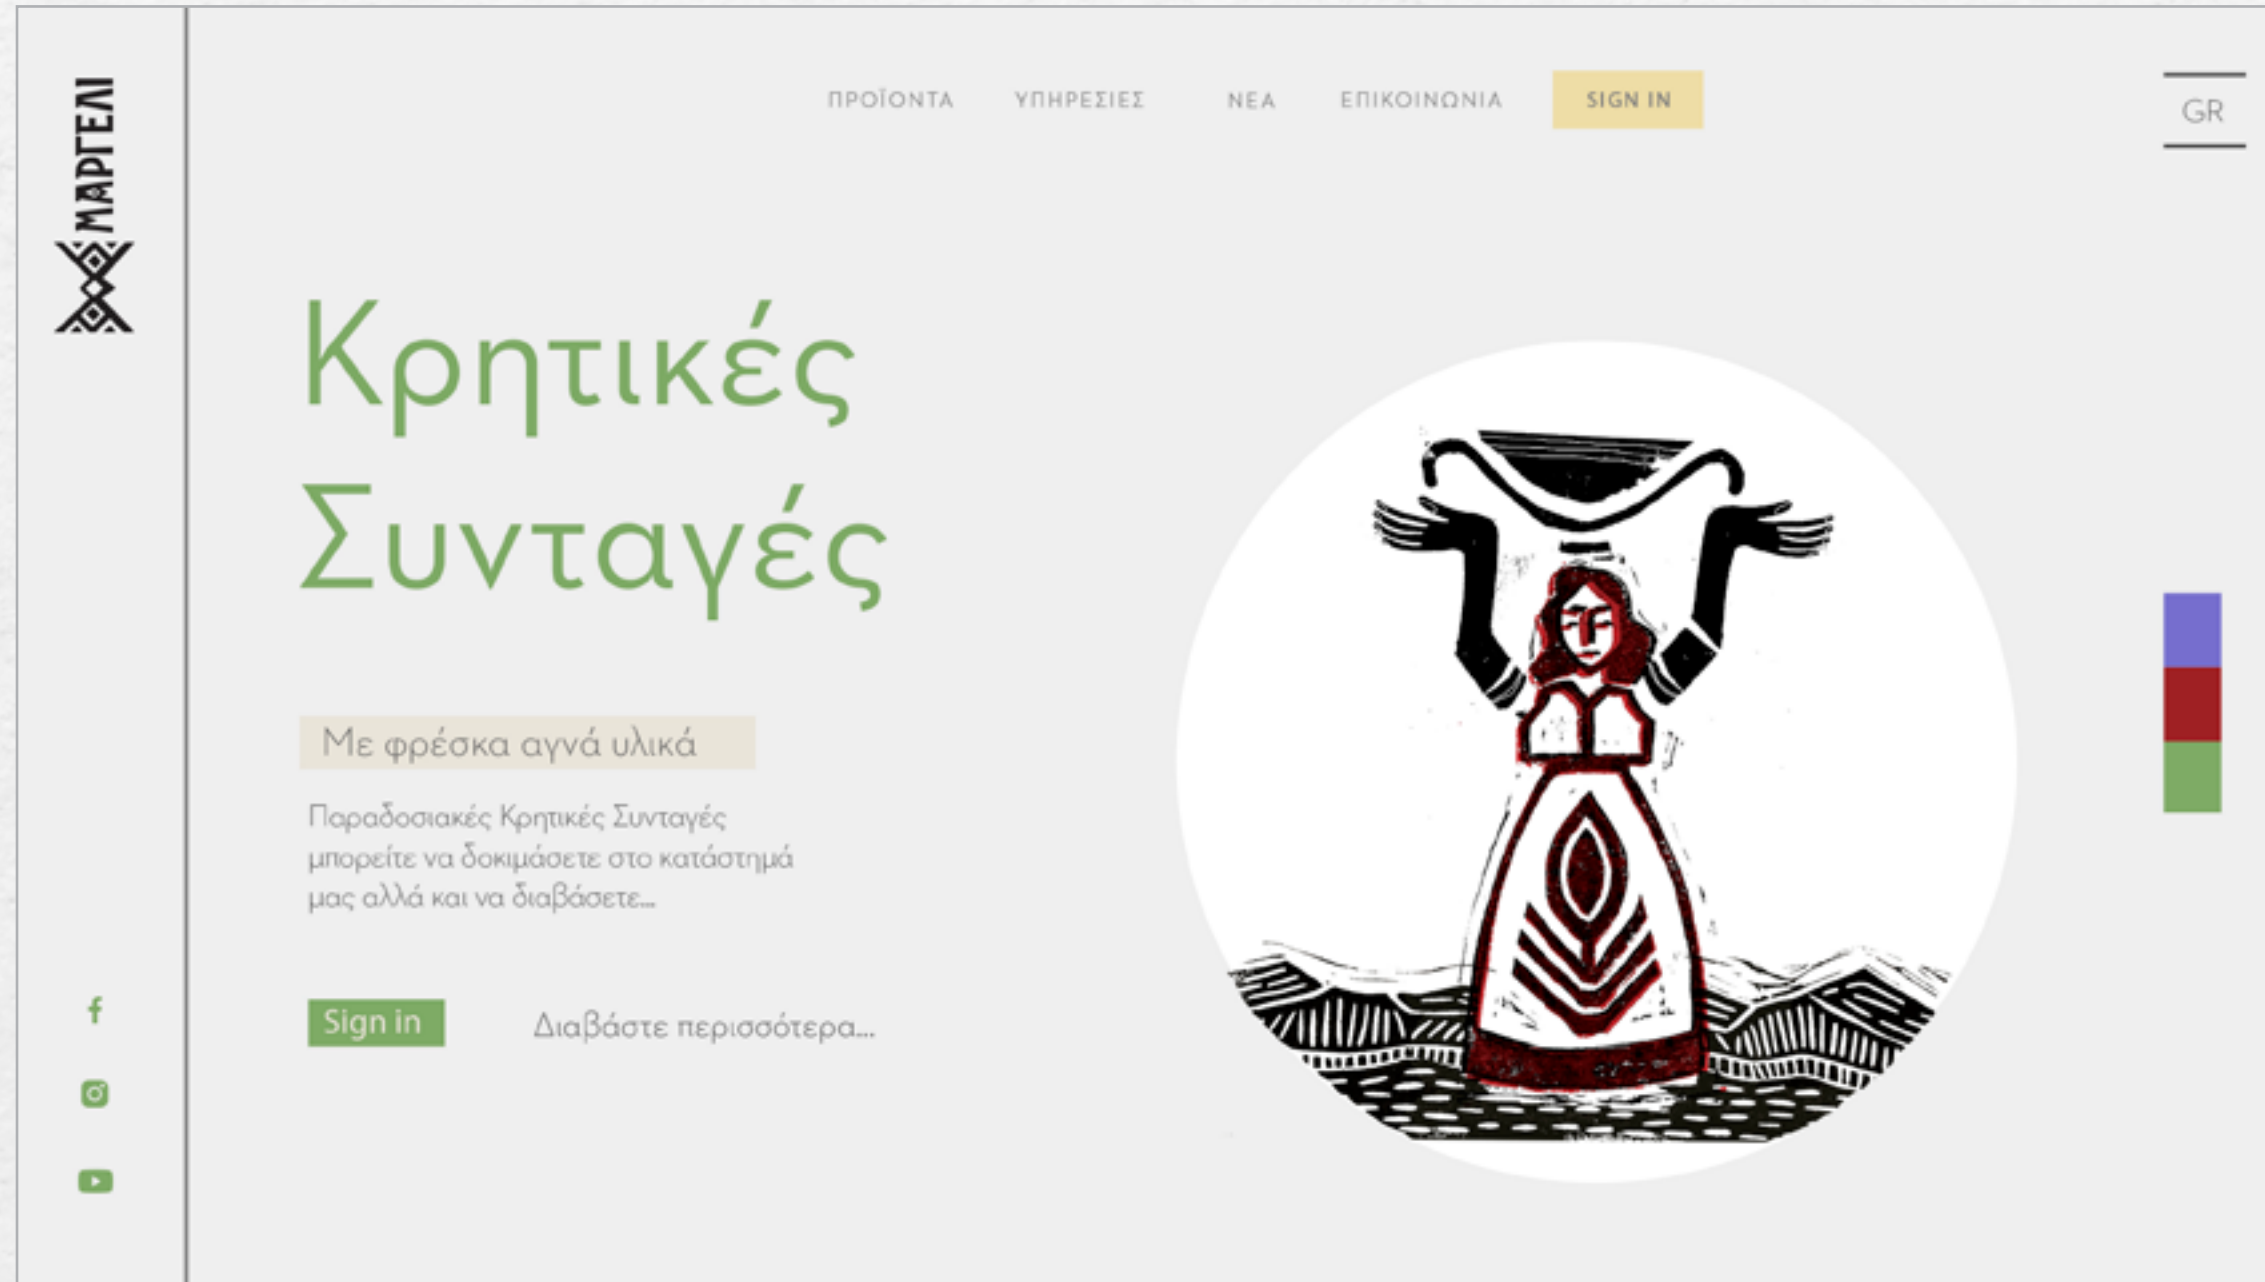 ΜΑΡΓΕΛΙ
ΠΡΟΪΟΝΤΑ
ΥΠΗΡΕΣΙΕΣ
ΝΕΑ
ΕΠΙΚΟΙΝΩΝΙΑ
SIGN IN
GR
Κρητικές
Συνταγές
Με φρέσκα αγνά υλικά
Παραδοσιακές Κρητικές Συνταγές
μπορείτε να δοκιμάσετε στο κατάστημά
μας αλλά και να διαβάσετε...
Sign in
Διαβάστε περισσότερα...